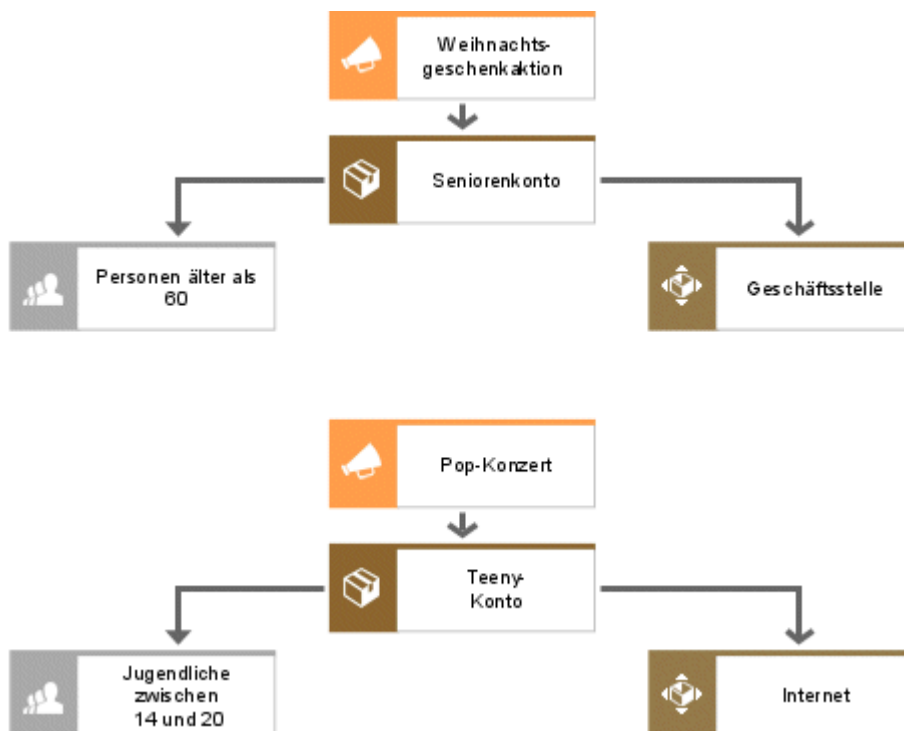 Weihnachts-
geschenkaktion
Seniorenkonto
Personen älter als
60
Geschäftsstelle
Pop-Konzert
Teeny-
Konto
Jugendliche
zwischen
14 und 20
Internet